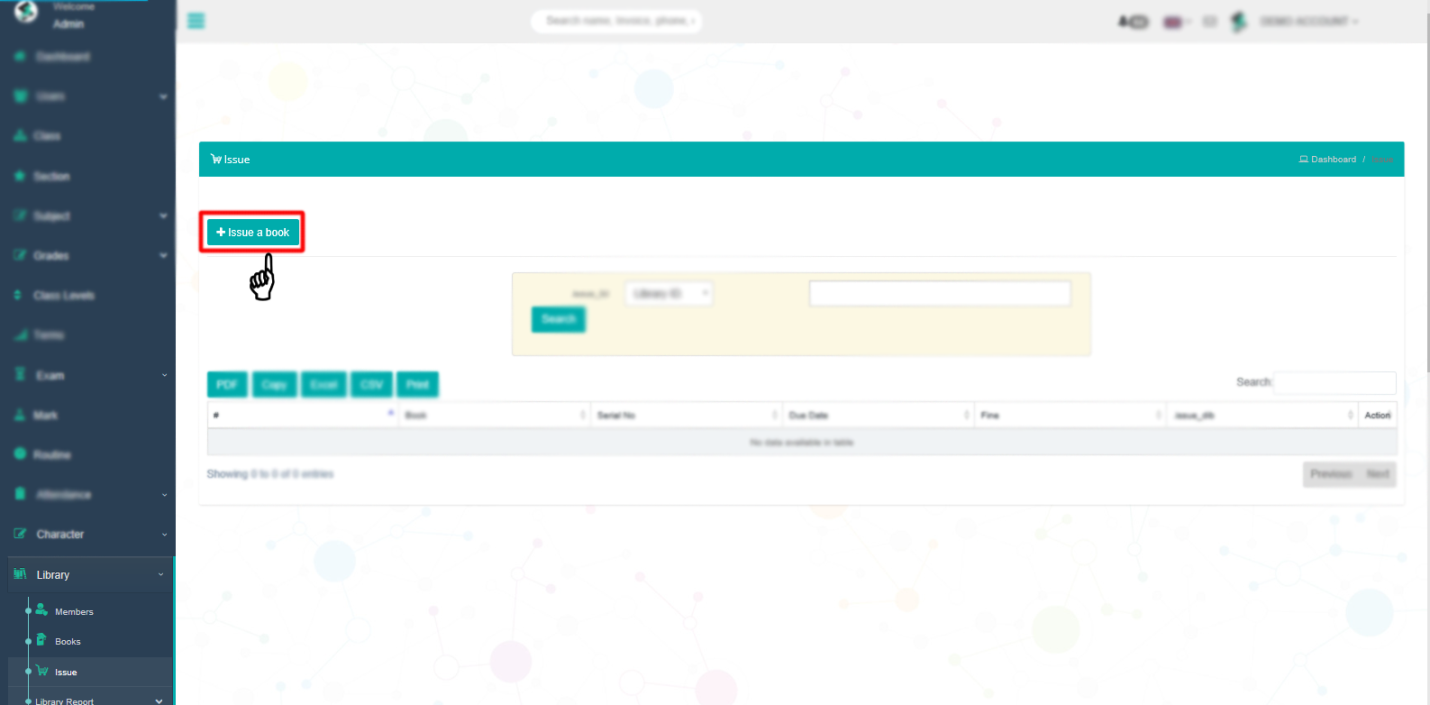 Welcome
Admin
Dashboard
Users
Class
Section
Subject
Grades
Class Levels
Terms
Exam
Mark
Routine
Attendance
Character
Library
Members
Books
Issue
Library Report
Search name, invoice, phone,
DEMO ACCOUNT
Issue
Dashboard /
+ Issue a book
Library ID
Search
PDF Copy Excel CSV Print
Search:
# Book Serial No Due Date Fine Action
No data available in table
Showing 0 to 0 of 0 entries
Previous Next